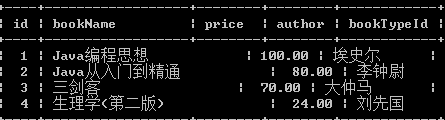 id | bookName | price | author | bookTypeId
1 | Java编程思想 | 100.00 | 埃史尔
2 | Java从入门到精通 | 80.00 | 李钟尉
3 | 三剑客 | 70.00 | 大仲马
4 | 生理学(第二版) | 24.00 | 刘先国